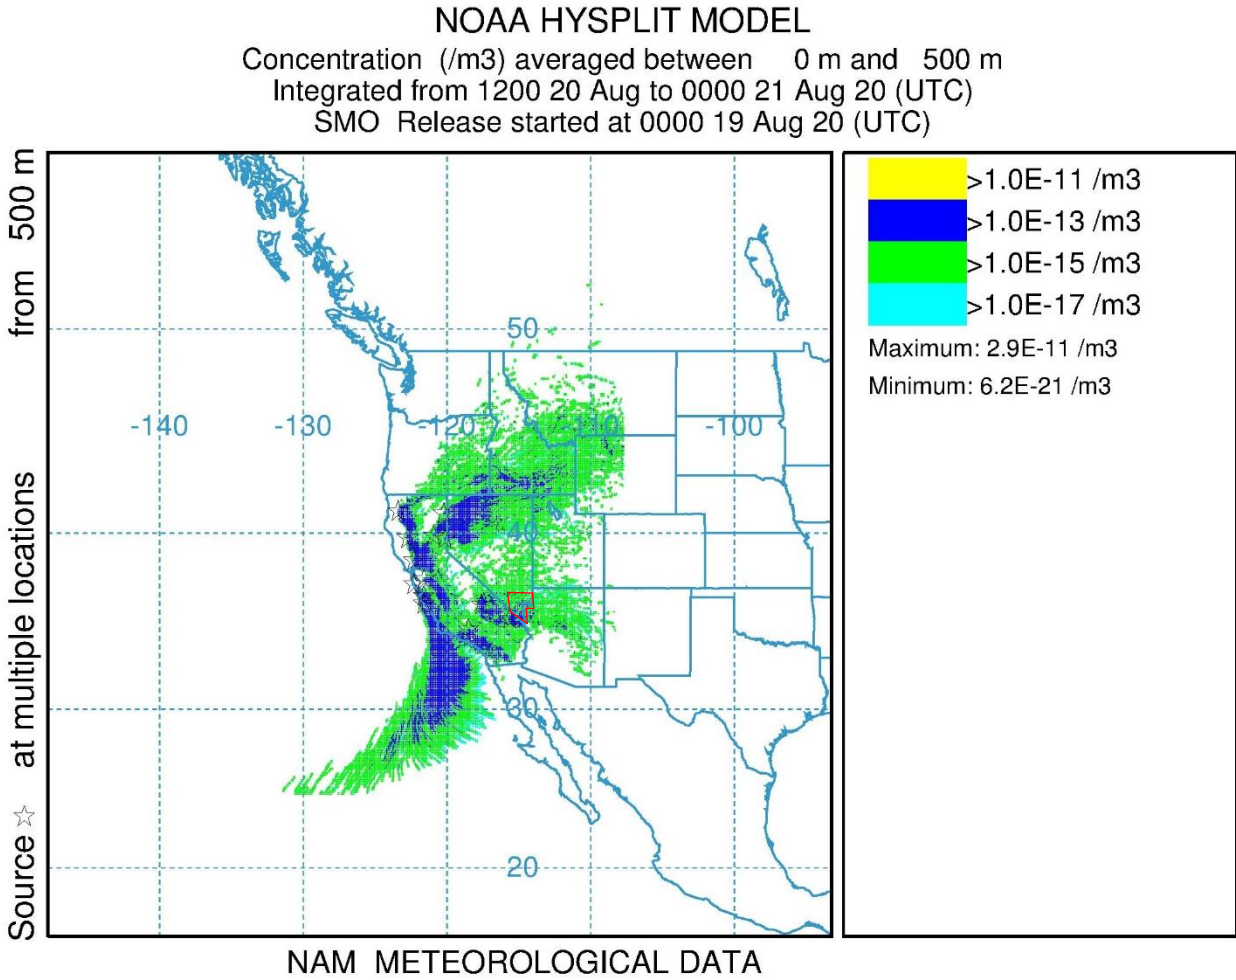 NOAA HYSPLIT MODEL
Concentration (/m3) averaged between 0 m and 500 m
Integrated from 1200 20 Aug to 0000 21 Aug 20 (UTC)
SMO Release started at 0000 19 Aug 20 (UTC)
Source ☆ at multiple locations from 500 m
50
-140 -130 -120 -110 -100
40
30
20
>1.0E-11 /m3
>1.0E-13 /m3
>1.0E-15 /m3
>1.0E-17 /m3
Maximum: 2.9E-11 /m3
Minimum: 6.2E-21 /m3
NAM METEOROLOGICAL DATA